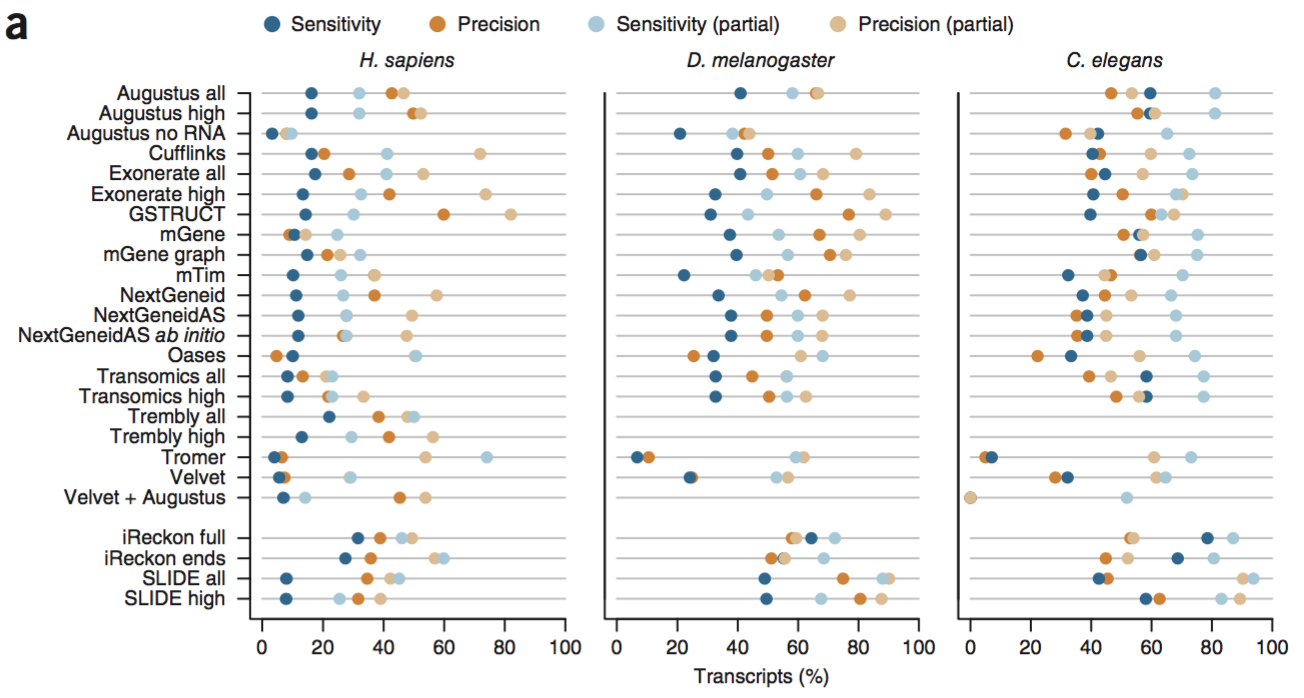 a
Sensitivity Precision Sensitivity (partial) Precision (partial)
H. sapiens D. melanogaster C. elegans
Augustus all
Augustus high
Augustus no RNA
Cufflinks
Exonerate all
Exonerate high
GSTRUCT
mGene
mGene graph
mTim
NextGeneid
NextGeneidAS
NextGeneidAS ab initio
Oases
Transomics all
Transomics high
Trembly all
Trembly high
Tromer
Velvet
Velvet + Augustus
iReckon full
iReckon ends
SLIDE all
SLIDE high
0 20 40 60 80 100 0 20 40 60 80 100 0 20 40 60 80 100
Transcripts (%)